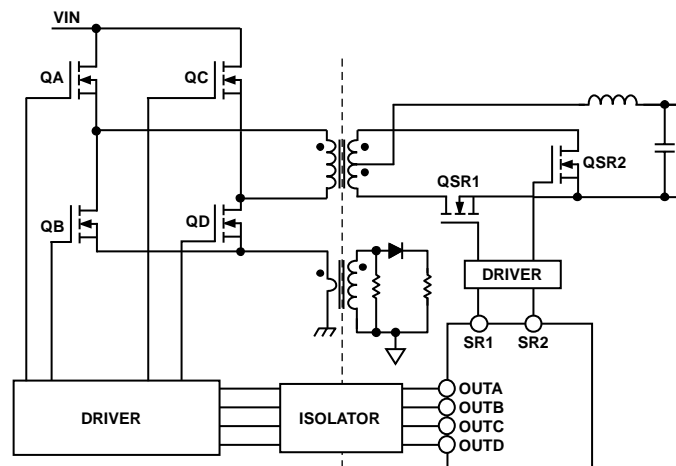 VIN
QA
QC
QSR2
QSR1
QB
QD
DRIVER
SR1
SR2
DRIVER
ISOLATOR
OUTA
OUTB
OUTC
OUTD